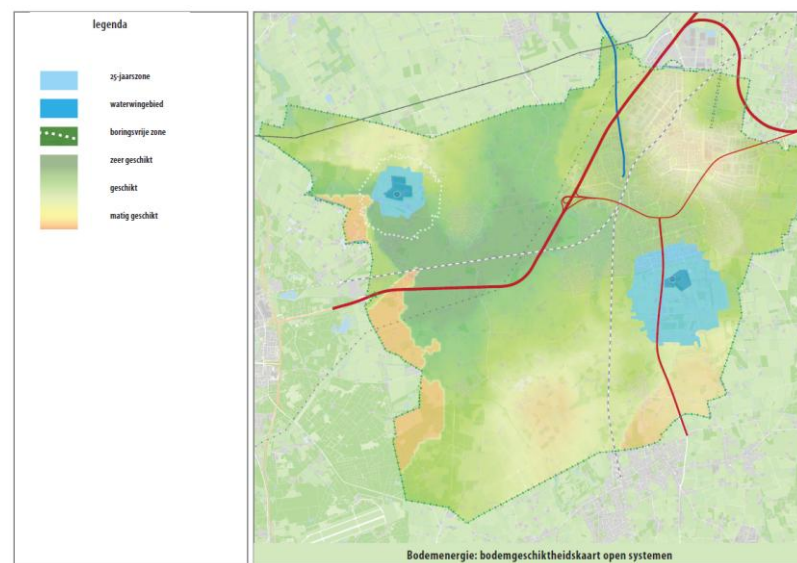 legenda
25-jaarszone
waterwingebied
boringsvrije zone
zeer geschikt
geschikt
matig geschikt
Bodemenergie: bodemgeschiktheidskaart open systemen